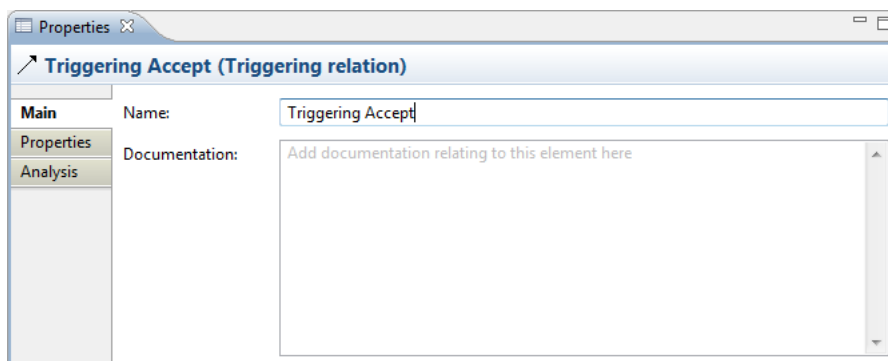 Properties
Triggering Accept (Triggering relation)
Main
Name:
Triggering Accept
Properties
Documentation:
Add documentation relating to this element here
Analysis